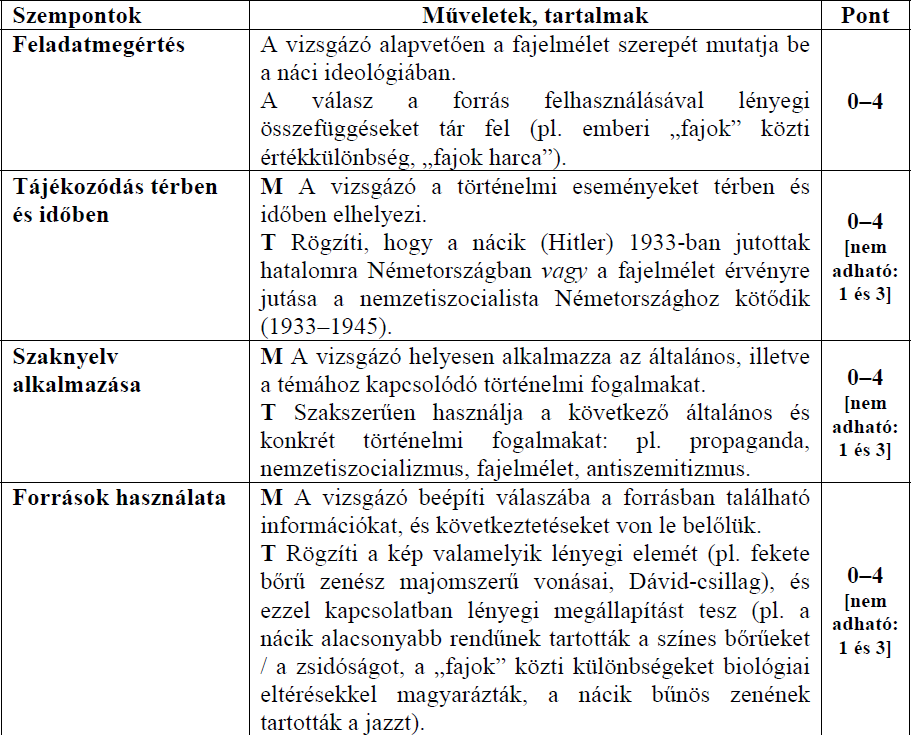 Szempontok Műveletek, tartalmak Pont
Feladatmegértés A vizsgázó alapvetően a fajelmélet szerepét mutatja be
a náci ideológiában.
A válasz a forrás felhasználásával lényegi
összefüggéseket tár fel (pl. emberi „fajok” közti
értékkülönbség, „fajok harca”).
0–4
Tájékozódás térben
és időben
M A vizsgázó a történelmi eseményeket térben és
időben elhelyezi.
T Rögzíti, hogy a nácik (Hitler) 1933-ban jutottak
hatalomra Németországban vagy a fajelmélet érvényre
jutása a nemzetiszocialista Németországhoz kötődik
(1933–1945).
0–4
[nem
adható:
1 és 3]
Szaknyelv
alkalmazása
M A vizsgázó helyesen alkalmazza az általános, illetve
a témához kapcsolódó történelmi fogalmakat.
T Szakszerűen használja a következő általános és
konkrét történelmi fogalmakat: pl. propaganda,
nemzetiszocializmus, fajelmélet, antiszemitizmus.
0–4
[nem
adható:
1 és 3]
Források használata
M A vizsgázó beépíti válaszába a forrásban található
információkat, és következtetéseket von le belőlük.
T Rögzíti a kép valamelyik lényegi elemét (pl. fekete
bőrű zenész majomszerű vonásai, Dávid-csillag), és
ezzel kapcsolatban lényegi megállapítást tesz (pl. a
nácik alacsonyabb rendűnek tartották a színes bőrűeket
/ a zsidóságot, a „fajok” közti különbségeket biológiai
eltérésekkel magyarázták, a nácik bűnös zenének
tartották a jazzt).
0–4
[nem
adható:
1 és 3]